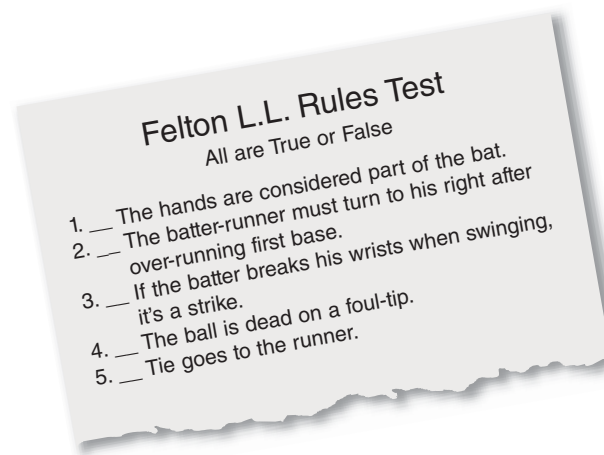 Felton L.L. Rules Test
All are True or False
1. __ The hands are considered part of the bat.
2. __ The batter-runner must turn to his right after
over-running first base.
3. __ If the batter breaks his wrists when swinging,
it's a strike.
4. __ The ball is dead on a foul-tip.
5. __ Tie goes to the runner.